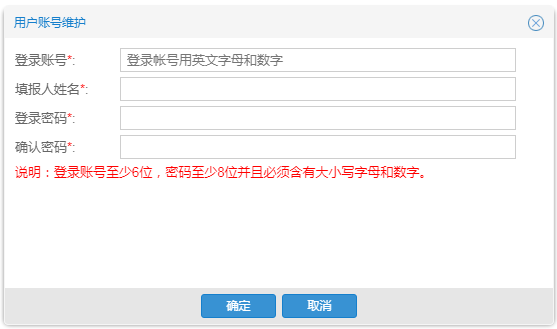 用户账号维护
登录账号*: 登录帐号用英文字母和数字
填报人姓名*:
登录密码*:
确认密码*:
说明：登录账号至少6位，密码至少8位并且必须含有大小写字母和数字。
确定 取消